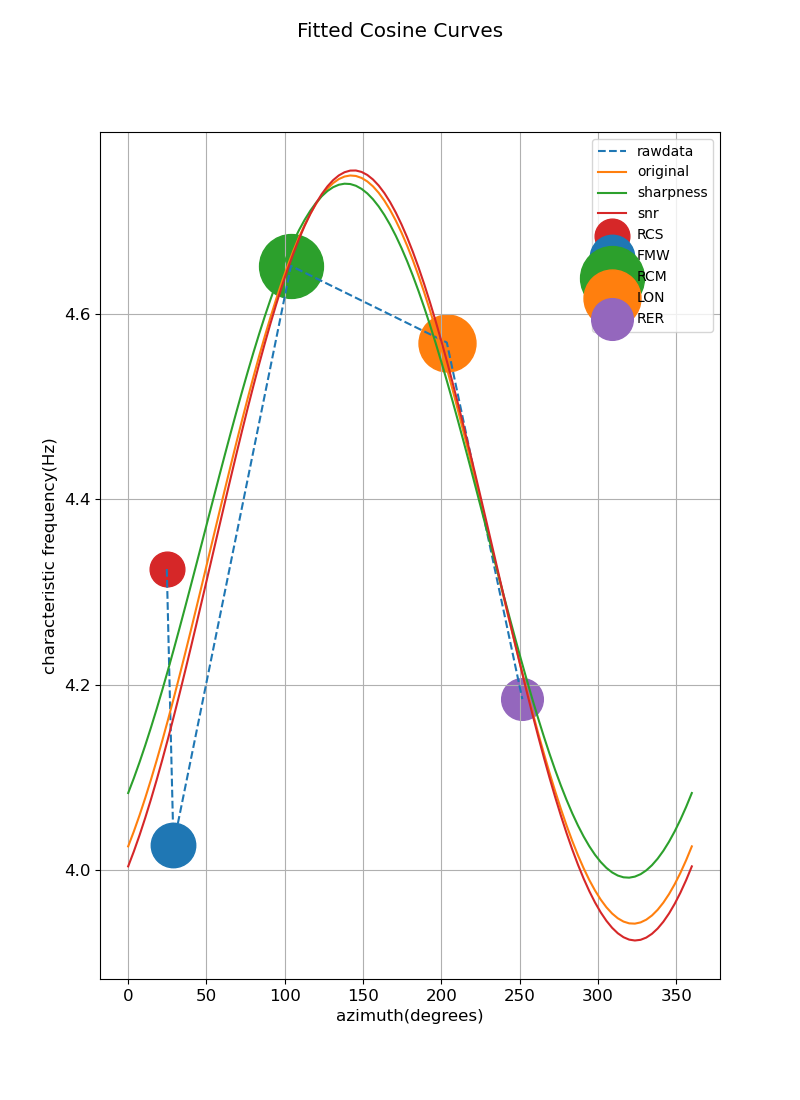 Fitted Cosine Curves
rawdata
original
sharpness
snr
RCS
FMW
RCM
LON
RER
characteristic frequency(Hz)
4.6
4.4
4.2
4.0
0 50 100 150 200 250 300 350
azimuth(degrees)